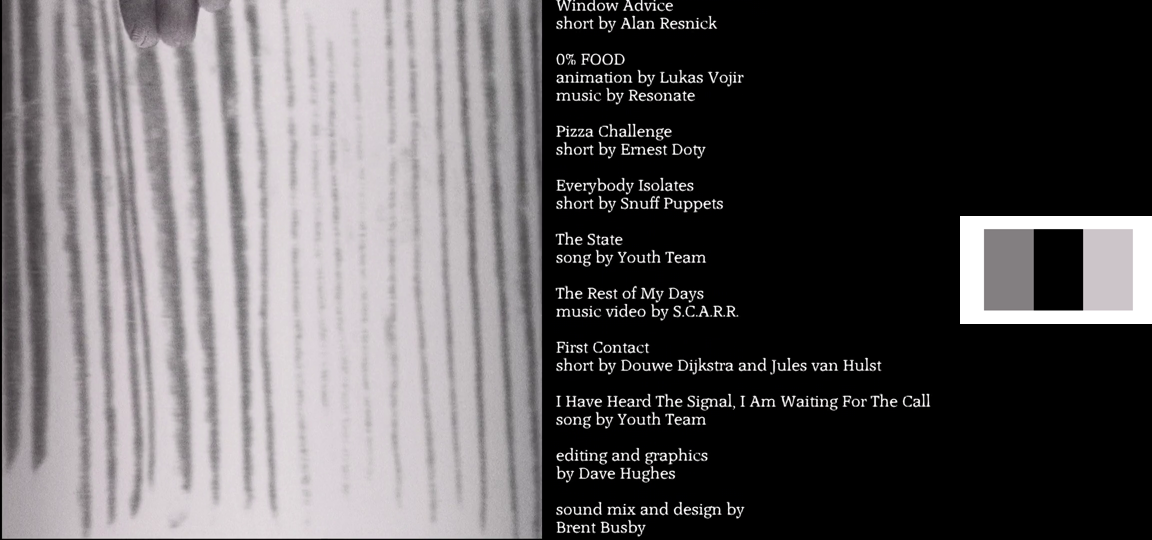 Window Advice
short by Alan Resnick
0% FOOD
animation by Lukas Vojir
music by Resonate
Pizza Challenge
short by Ernest Doty
Everybody Isolates
short by Snuff Puppets
The State
song by Youth Team
The Rest of My Days
music video by S.C.A.R.R.
First Contact
short by Douwe Dijkstra and Jules van Hulst
I Have Heard The Signal, I Am Waiting For The Call
song by Youth Team
editing and graphics
by Dave Hughes
sound mix and design by
Brent Busby